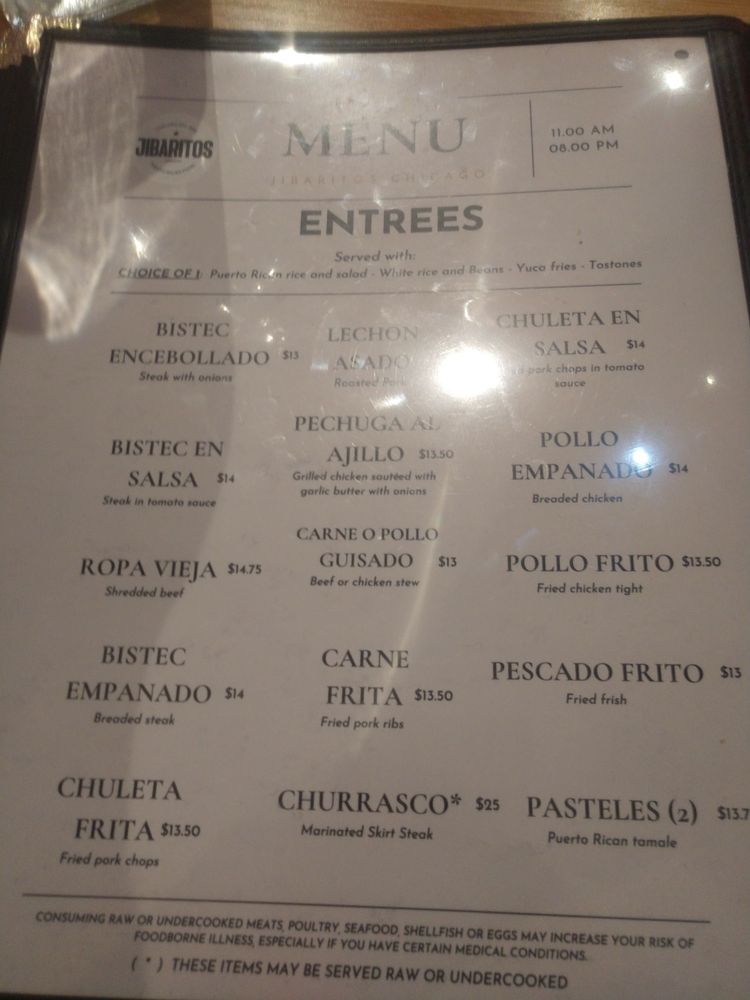 JIBARITOS
MENU
JIBARITOS CHICAGO
11.00 AM
08.00 PM
ENTREES
Served with:
CHOICE OF 1: Puerto Rican rice and salad - White rice and Beans - Yuca fries - Tostones
BISTEC
ENCEBOLLADO $13
Steak with onions
LECHON
ASADO
Roasted Pork
CHULETA EN
SALSA $14
pork chops in tomato
sauce
BISTEC EN
SALSA $14
Steak in tomato sauce
PECHUGA AL
AJILLO $13.50
Grilled chicken sautéed with
garlic butter with onions
POLLO
EMPANADO $14
Breaded chicken
ROPA VIEJA $14.75
Shredded beef
CARNE O POLLO
GUISADO $13
Beef or chicken stew
POLLO FRITO $13.50
Fried chicken tight
BISTEC
EMPANADO $14
Breaded steak
CARNE
FRITA $13.50
Fried pork ribs
PESCADO FRITO $13
Fried frish
CHULETA
FRITA $13.50
Fried pork chops
CHURRASCO* $25
Marinated Skirt Steak
PASTELES (2) $13.7
Puerto Rican tamale
CONSUMING RAW OR UNDERCOOKED MEATS, POULTRY, SEAFOOD, SHELLFISH OR EGGS MAY INCREASE YOUR RISK OF
FOODBORNE ILLNESS, ESPECIALLY IF YOU HAVE CERTAIN MEDICAL CONDITIONS.
( * ) THESE ITEMS MAY BE SERVED RAW OR UNDERCOOKED